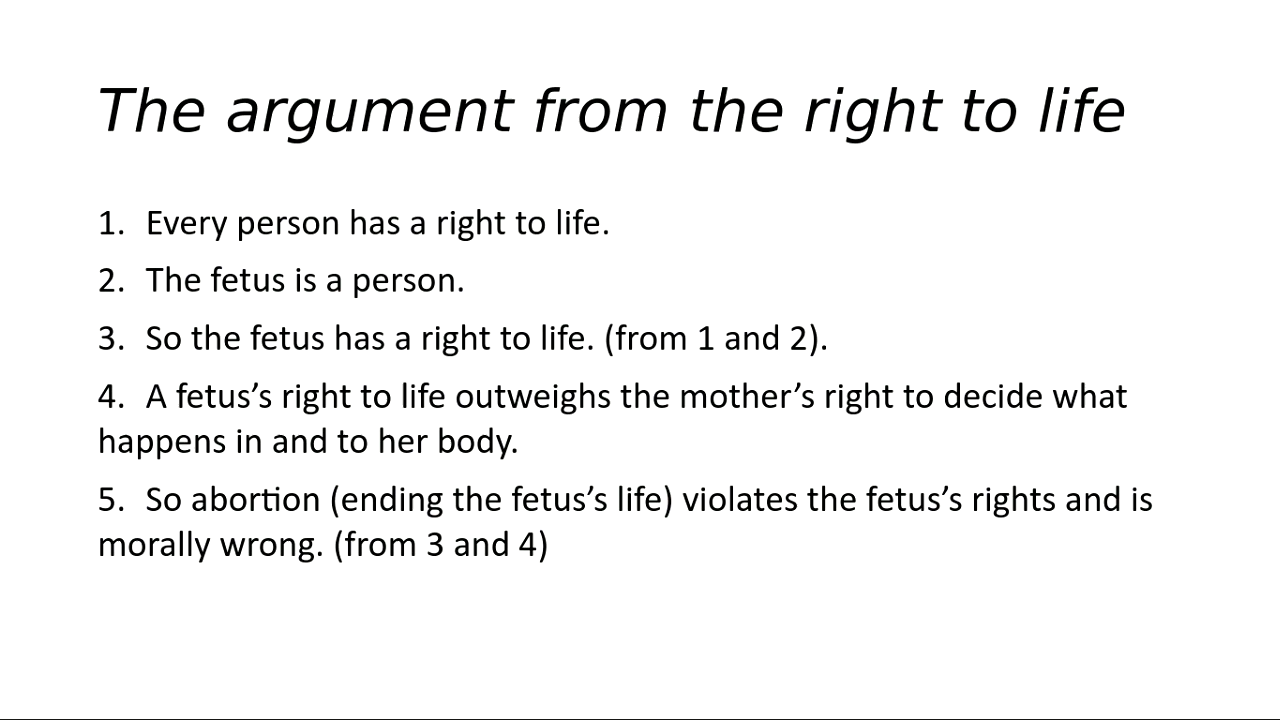 The argument from the right to life
1. Every person has a right to life.
2. The fetus is a person.
3. So the fetus has a right to life. (from 1 and 2).
4. A fetus’s right to life outweighs the mother’s right to decide what
happens in and to her body.
5. So abortion (ending the fetus’s life) violates the fetus’s rights and is
morally wrong. (from 3 and 4)